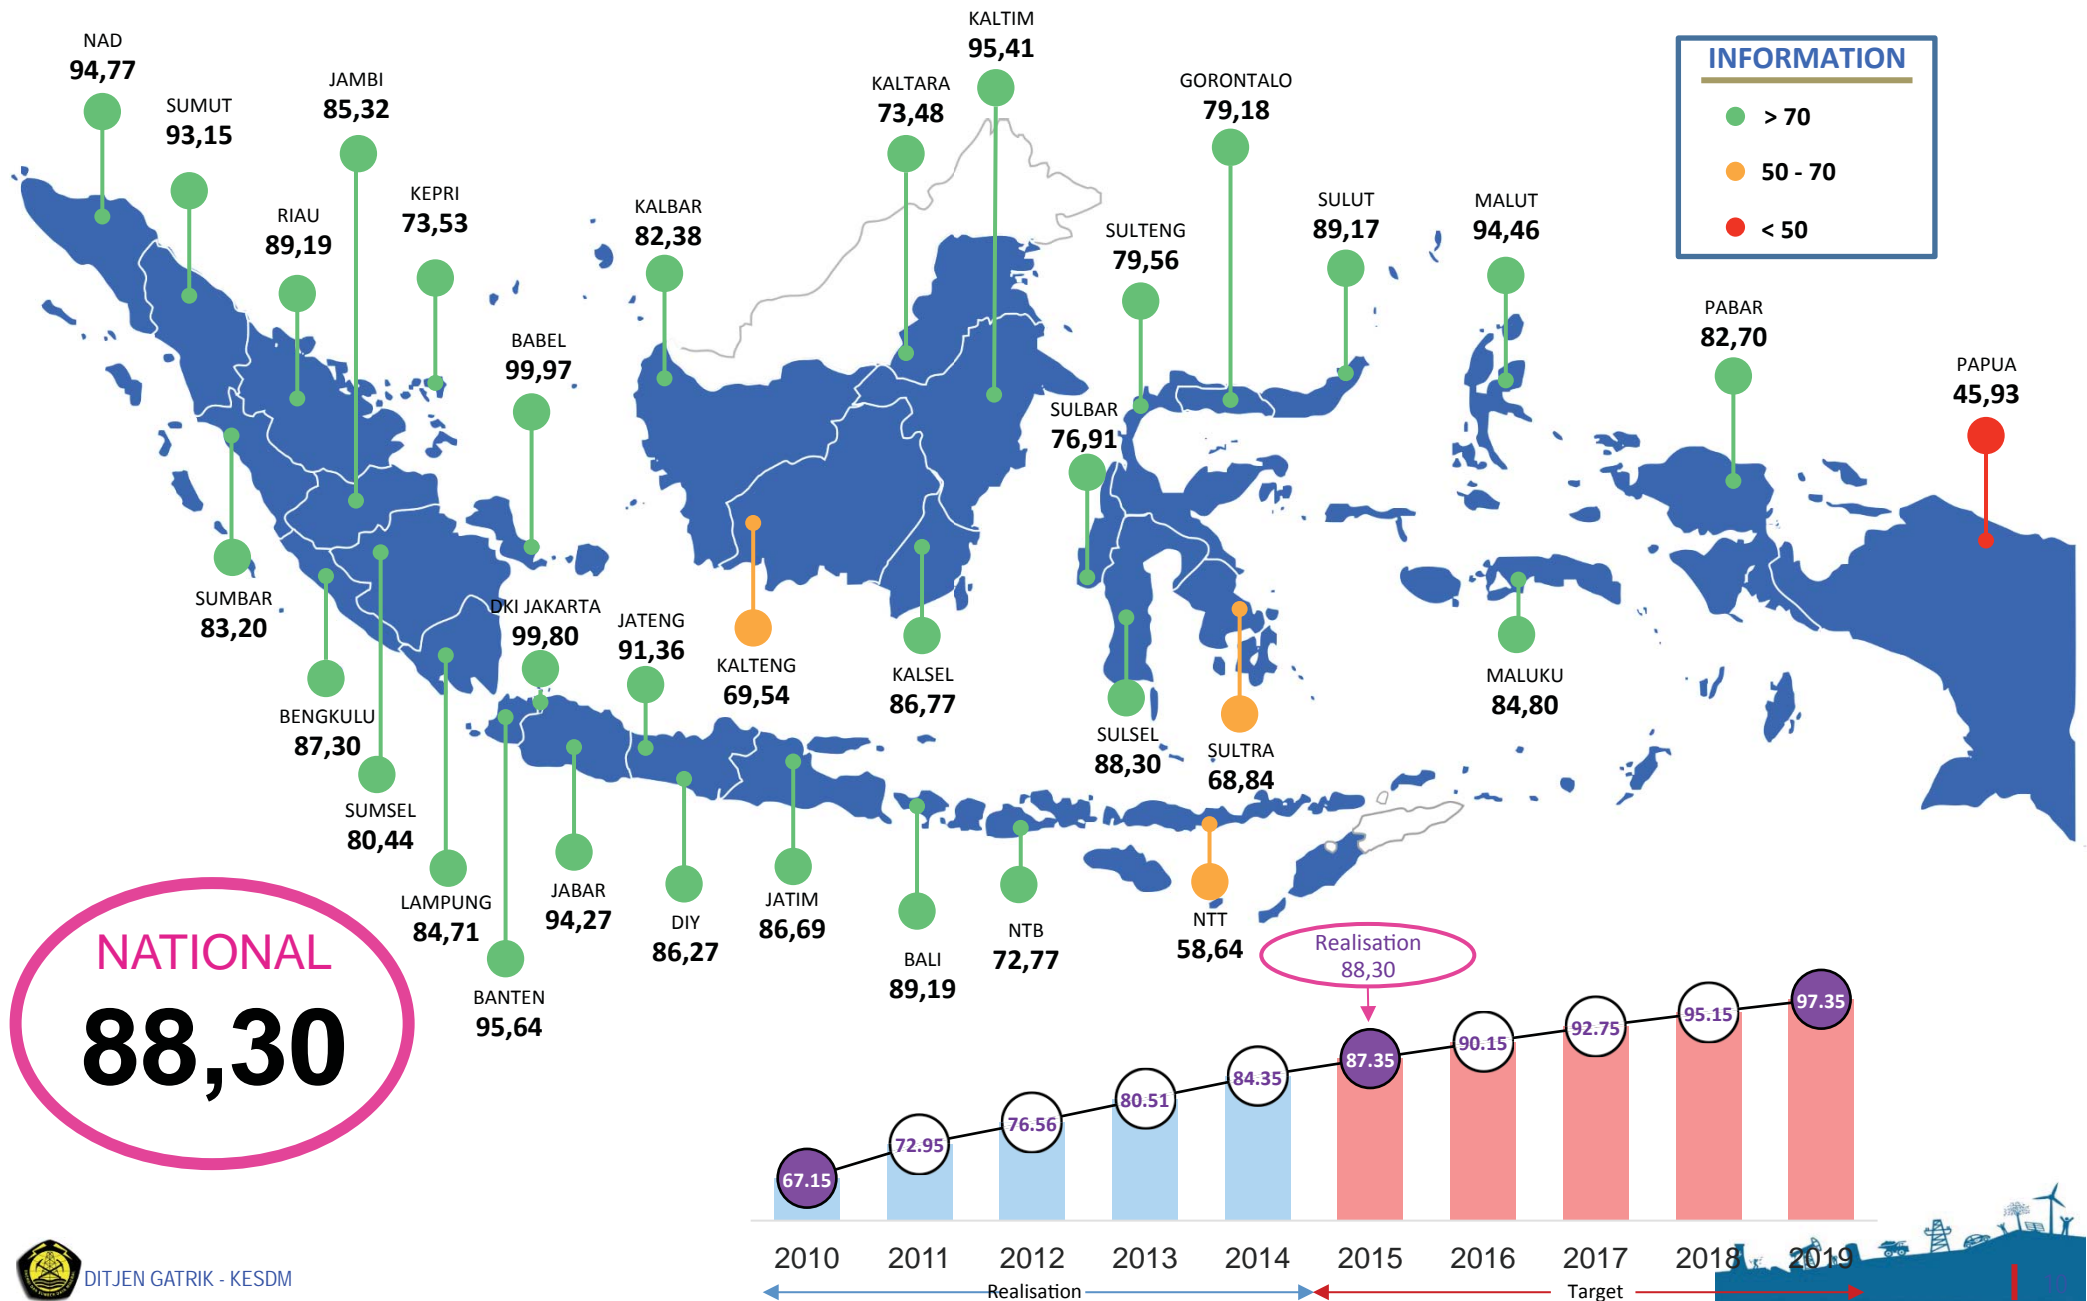 NAD
94,77
SUMUT
93,15
JAMBI
85,32
RIAU
89,19
KEPRI
73,53
BABEL
99,97
KALBAR
82,38
KALTARA
73,48
KALTIM
95,41
GORONTALO
79,18
SULTENG
79,56
SULBAR
76,91
SULUT
89,17
MALUT
94,46
PABAR
82,70
PAPUA
45,93
INFORMATION
> 70
50 - 70
< 50
SUMBAR
83,20
BENGKULU
87,30
SUMSEL
80,44
LAMPUNG
84,71
DKI JAKARTA
99,80
BANTEN
95,64
JABAR
94,27
JATENG
91,36
DIY
86,27
JATIM
86,69
KALTENG
69,54
KALSEL
86,77
BALI
89,19
NTB
72,77
NTT
58,64
SULSEL
88,30
SULTRA
68,84
MALUKU
84,80
NATIONAL
88,30
Realisation
88,30
67.15
72.95
76.56
80.51
84.35
87.35
90.15
92.75
95.15
97.35
2010 2011 2012 2013 2014 2015 2016 2017 2018 2019
Realisation
Target
DITJEN GATRIK - KESDM